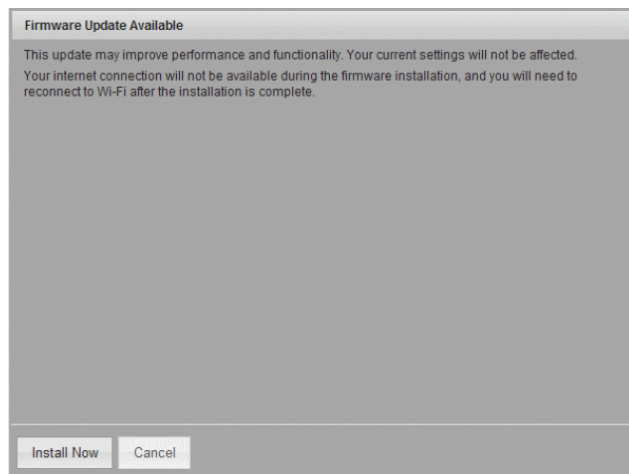 Firmware Update Available
This update may improve performance and functionality. Your current settings will not be affected.
Your internet connection will not be available during the firmware installation, and you will need to
reconnect to Wi-Fi after the installation is complete.
Install Now
Cancel